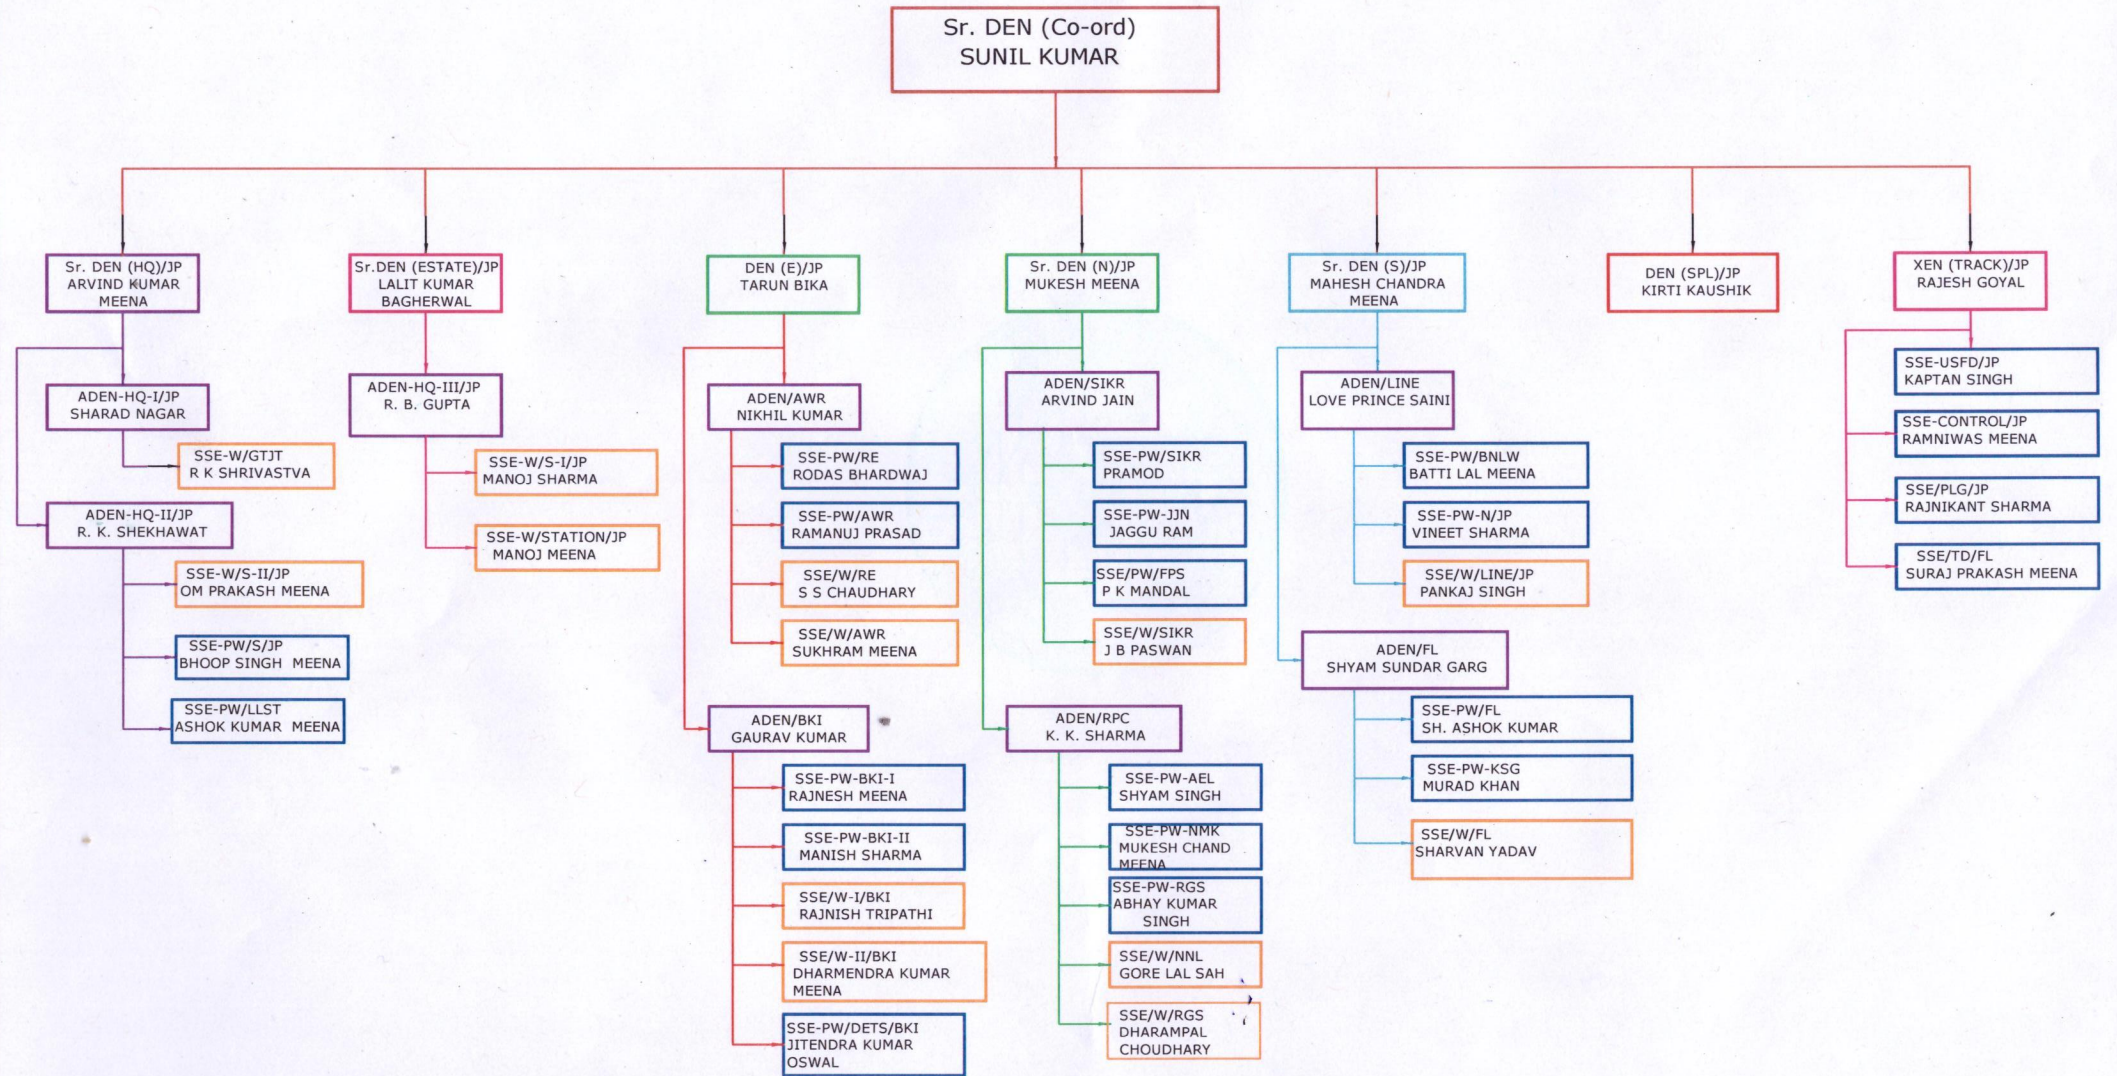 Sr. DEN (Co-ord)
SUNIL KUMAR
Sr. DEN (HQ)/JP
ARVIND KUMAR
MEENA
ADEN-HQ-I/JP
SHARAD NAGAR
SSE-W/GTJT
R K SHRIVASTVA
ADEN-HQ-II/JP
R. K. SHEKHAWAT
SSE-W/S-II/JP
OM PRAKASH MEENA
SSE-PW/S/JP
BHOOP SINGH MEENA
SSE-PW/LLST
ASHOK KUMAR MEENA
Sr.DEN (ESTATE)/JP
LALIT KUMAR
BAGHERWAL
ADEN-HQ-III/JP
R. B. GUPTA
SSE-W/S-I/JP
MANOJ SHARMA
SSE-W/STATION/JP
MANOJ MEENA
DEN (E)/JP
TARUN BIKA
ADEN/AWR
NIKHIL KUMAR
SSE-PW/RE
RODAS BHARDWAJ
SSE-PW/AWR
RAMANUJ PRASAD
SSE/W/RE
S S CHAUDHARY
SSE/W/AWR
SUKHRAM MEENA
ADEN/BKI
GAURAV KUMAR
SSE-PW-BKI-I
RAJNESH MEENA
SSE-PW-BKI-II
MANISH SHARMA
SSE/W-I/BKI
RAJNISH TRIPATHI
SSE/W-II/BKI
DHARMENDRA KUMAR
MEENA
SSE-PW/DETS/BKI
JITENDRA KUMAR
OSWAL
Sr. DEN (N)/JP
MUKESH MEENA
ADEN/SIKR
ARVIND JAIN
SSE-PW/SIKR
PRAMOD
SSE-PW-JJN
JAGGU RAM
SSE/PW/FPS
P K MANDAL
SSE/W/SIKR
J B PASWAN
ADEN/RPC
K. K. SHARMA
SSE-PW-AEL
SHYAM SINGH
SSE-PW-NMK
MUKESH CHAND
MEENA
SSE-PW-RGS
ABHAY KUMAR
SINGH
SSE/W/NNL
GORE LAL SAH
SSE/W/RGS
DHARAMPAL
CHOUDHARY
Sr. DEN (S)/JP
MAHESH CHANDRA
MEENA
ADEN/LINE
LOVE PRINCE SAINI
SSE-PW/BNLW
BATTI LAL MEENA
SSE-PW-N/JP
VINEET SHARMA
SSE/W/LINE/JP
PANKAJ SINGH
ADEN/FL
SHYAM SUNDAR GARG
SSE-PW/FL
SH. ASHOK KUMAR
SSE-PW-KSG
MURAD KHAN
SSE/W/FL
SHARVAN YADAV
DEN (SPL)/JP
KIRTI KAUSHIK
XEN (TRACK)/JP
RAJESH GOYAL
SSE-USFD/JP
KAPTAN SINGH
SSE-CONTROL/JP
RAMNIWAS MEENA
SSE/PLG/JP
RAJNIKANT SHARMA
SSE/TD/FL
SURAJ PRAKASH MEENA